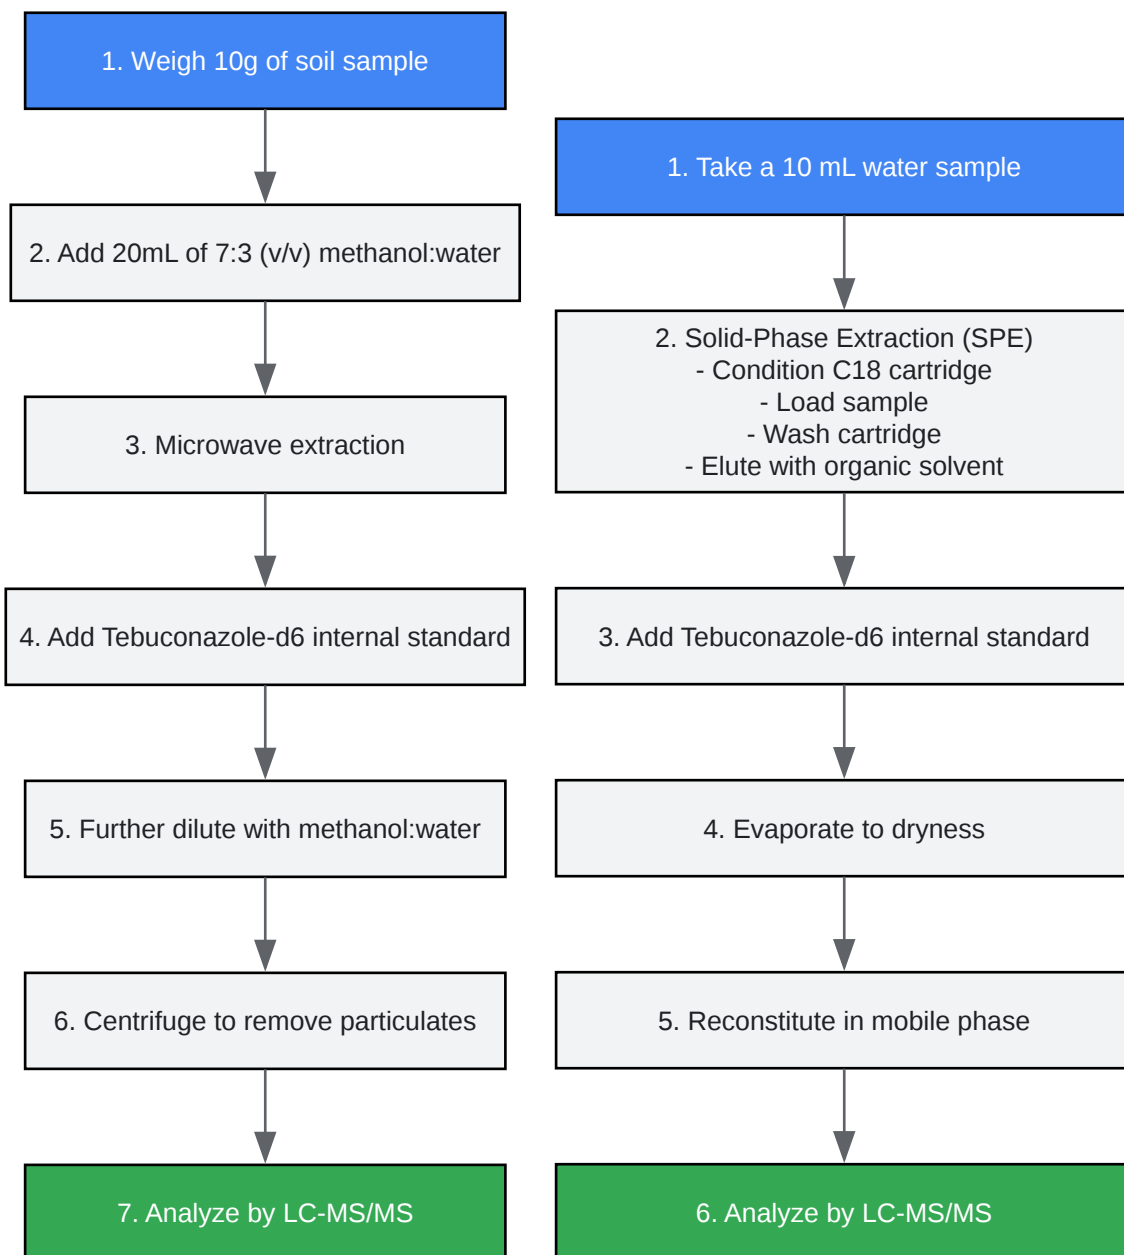 1. Weigh 10g of soil sample
2. Add 20mL of 7:3 (v/v) methanol:water
3. Microwave extraction
4. Add Tebuconazole-d6 internal standard
5. Further dilute with methanol:water
6. Centrifuge to remove particulates
7. Analyze by LC-MS/MS
1. Take a 10 mL water sample
2. Solid-Phase Extraction (SPE)
- Condition C18 cartridge
- Load sample
- Wash cartridge
- Elute with organic solvent
3. Add Tebuconazole-d6 internal standard
4. Evaporate to dryness
5. Reconstitute in mobile phase
6. Analyze by LC-MS/MS